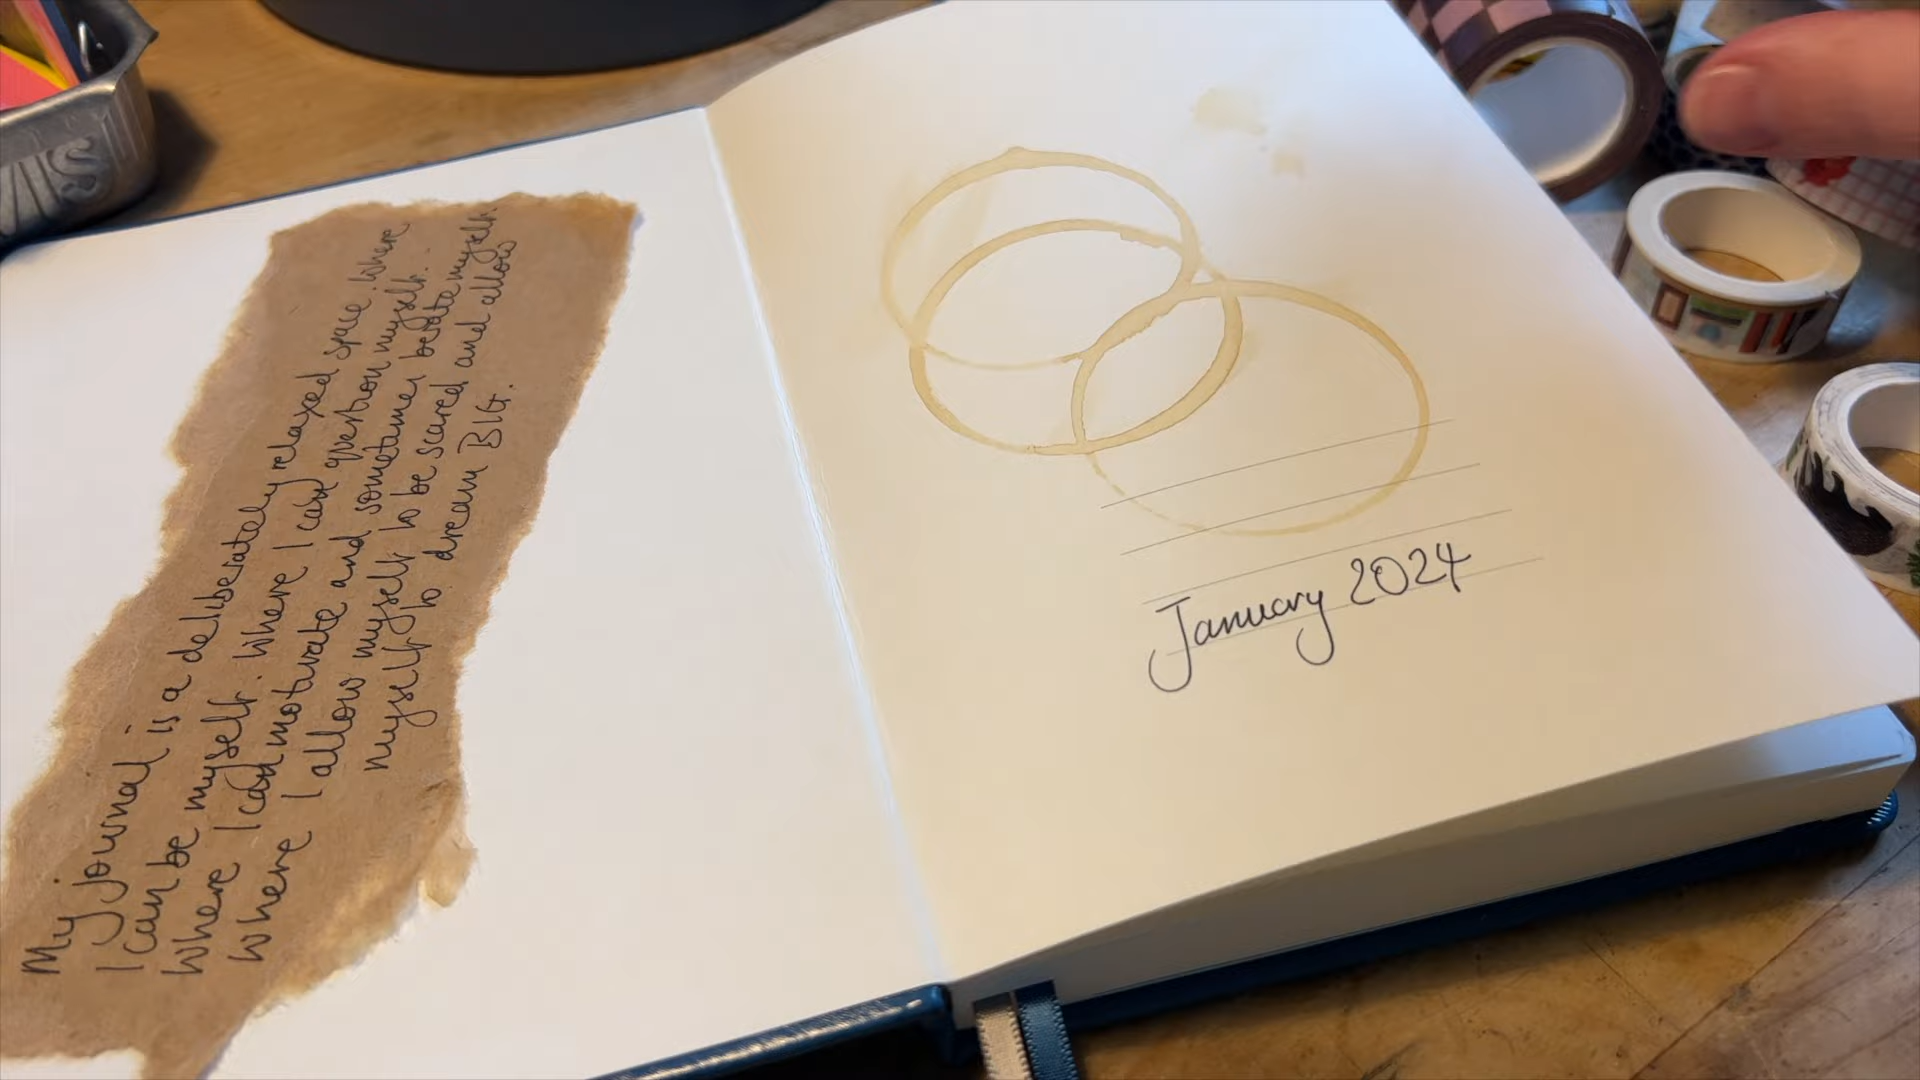 My journal is a deliberately relaxed space. Where
I can be myself. Where I can question myself.
Where I can motivate and sometimes berate myself.
Where I allow myself to be scared and allow
myself to dream BIG.
January 2024